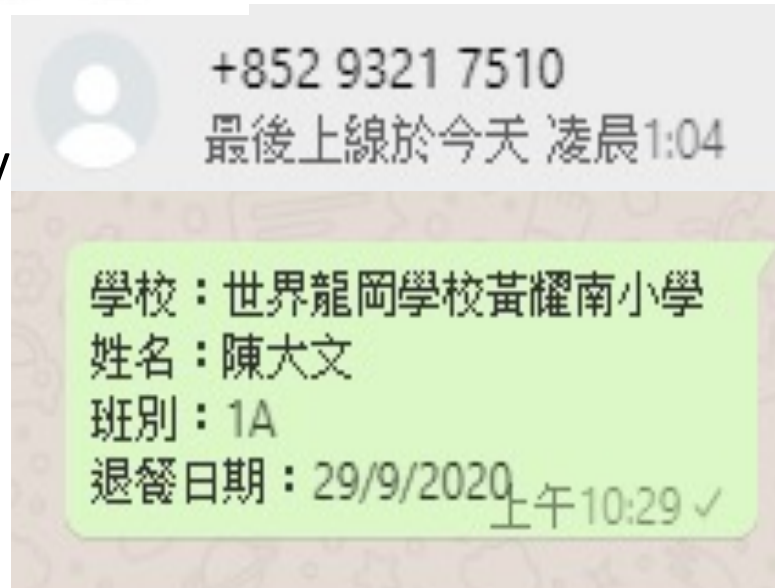 +852 9321 7510
最後上線於今天 凌晨1:04
學校：世界龍岡學校黃耀南小學
姓名：陳大文
班別：1A
退餐日期：29/9/2020
上午10:29